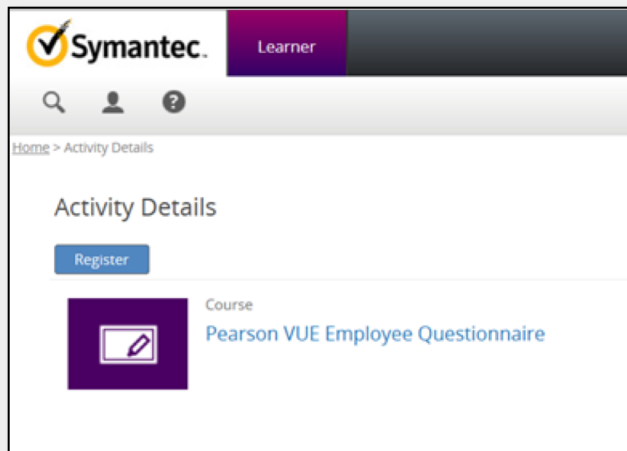 Symantec.
Learner
Home > Activity Details
Activity Details
Register
Course
Pearson VUE Employee Questionnaire